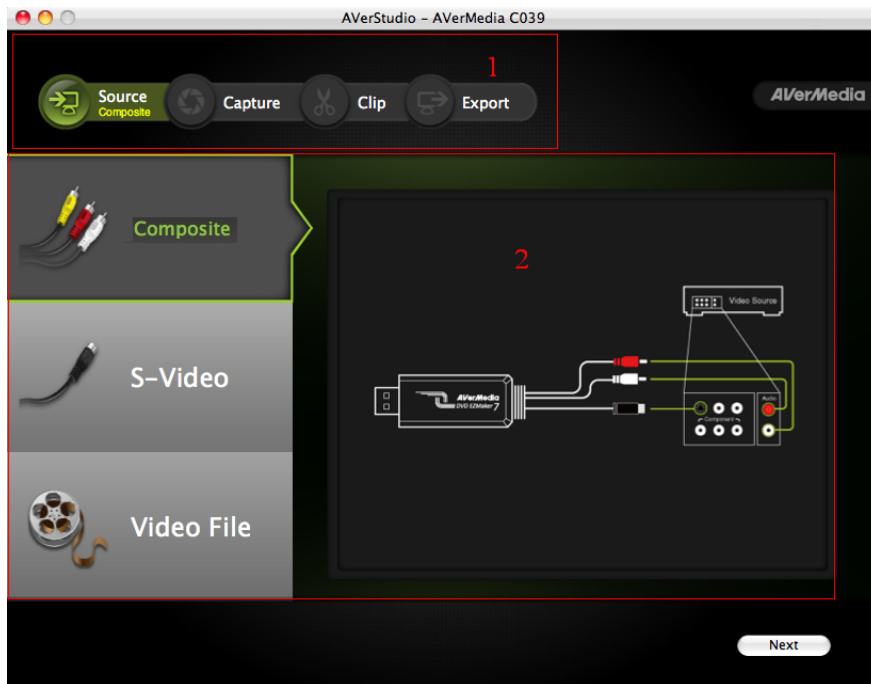 AVerStudio – AVerMedia C039
1
Source
Composite
Capture
Clip
Export
AVerMedia
Composite
S-Video
Video File
2
Video Source
AVerMedia
DVD EZMaker 7
Component
Audio
Next